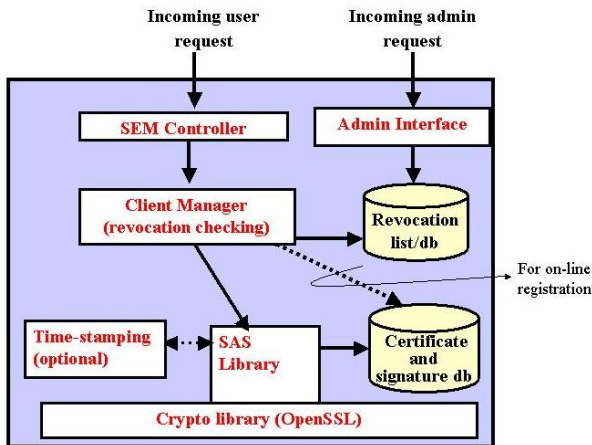 Incoming user
request
Incoming admin
request
SEM Controller
Admin Interface
Client Manager
(revocation checking)
Revocation
list/db
For on-line
registration
Time-stamping
(optional)
SAS
Library
Certificate
and
signature db
Crypto library (OpenSSL)